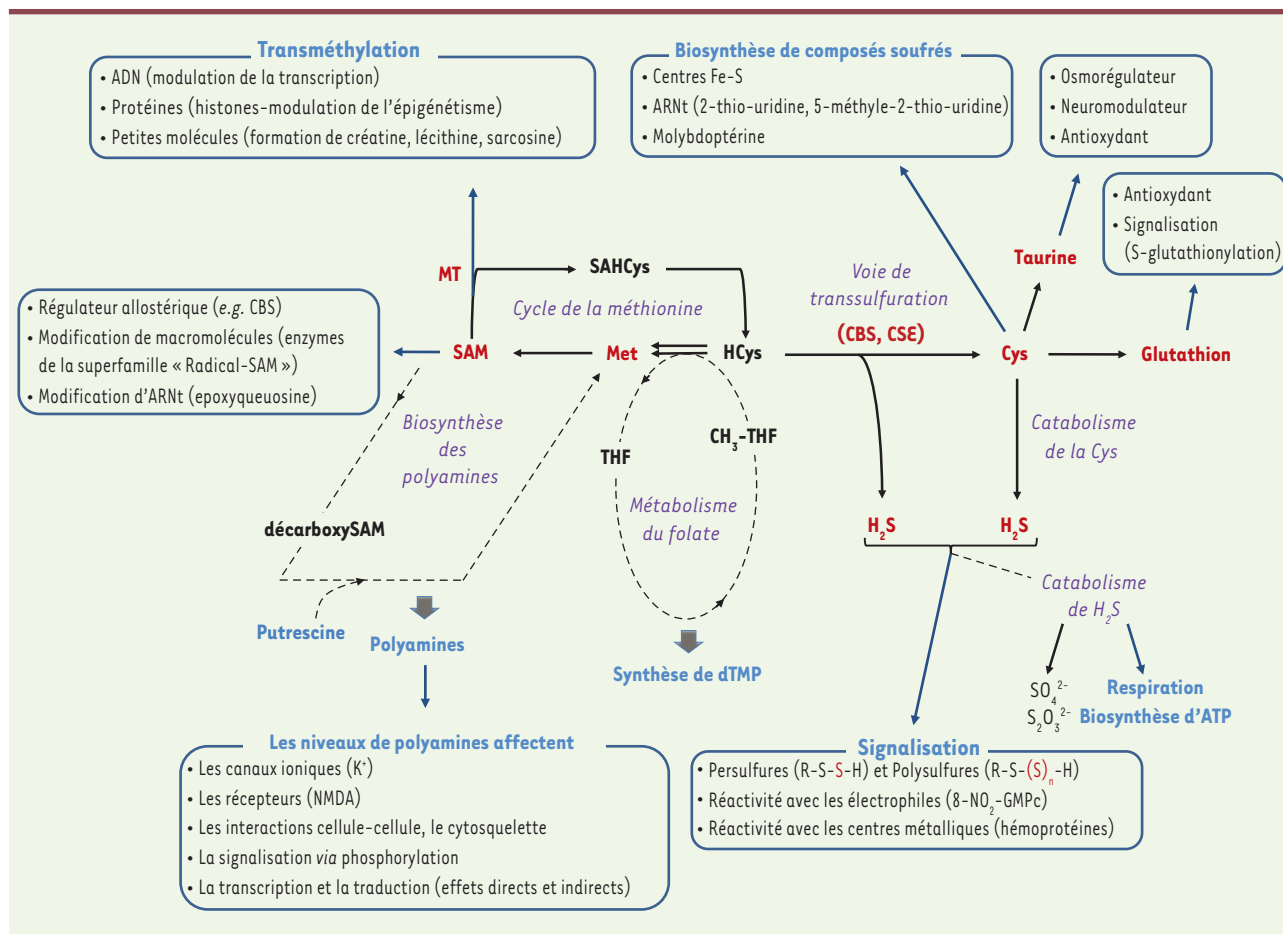 Transméthylation
• ADN (modulation de la transcription)
• Protéines (histones-modulation de l'épigénétisme)
• Petites molécules (formation de créatine, lécithine, sarcosine)
Biosynthèse de composés soufrés
• Centres Fe-S
• ARNt (2-thio-uridine, 5-méthyle-2-thio-uridine)
• Molybdoptérine
• Osmorégulateur
• Neuromodulateur
• Antioxydant
• Antioxydant
• Signalisation
(S-glutathionylation)
MT
SAHCys
Cycle de la méthionine
Voie de
transsulfuration
(CBS, CSE)
Taurine
• Régulateur allostérique (e.g. CBS)
• Modification de macromolécules (enzymes
de la superfamille « Radical-SAM »)
• Modification d'ARNt (epoxyqueuosine)
SAM
Met
HCys
Cys
Glutathion
Biosynthèse
des
polyamines
THF
CH₃-THF
Métabolisme
du folate
Catabolisme
de la Cys
décarboxySAM
H₂S
H₂S
Putrescine
Polyamines
Synthèse de dTMP
Catabolisme
de H₂S
SO₄²⁻
S₂O₃²⁻
Respiration
Biosynthèse d'ATP
Les niveaux de polyamines affectent
• Les canaux ioniques (K⁺)
• Les récepteurs (NMDA)
• Les interactions cellule-cellule, le cytosquelette
• La signalisation via phosphorylation
• La transcription et la traduction (effets directs et indirects)
Signalisation
• Persulfures (R-S-S-H) et Polysulfures (R-S-(S)ₙ-H)
• Réactivité avec les électrophiles (8-NO₂-GMPc)
• Réactivité avec les centres métalliques (hémoprotéines)